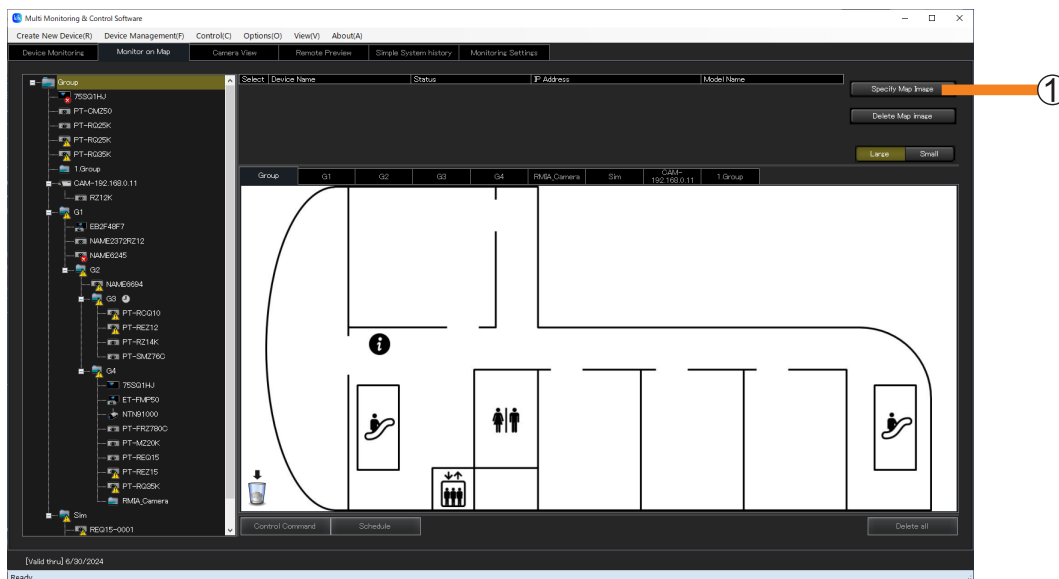 Multi Monitoring & Control Software
Create New Device(R) Device Management(F) Control(C) Options(O) View(V) About(A)
Device Monitoring Monitor on Map Camera View Remote Preview Simple System history Monitoring Settings
Group
75SQ1HJ
PT-CMZ50
PT-RQ25K
PT-RQ25K
PT-RQ35K
1.Group
CAM-192.168.0.11
RZ12K
G1
EB2F48F7
NAME2372RZ12
NAME6245
G2
NAME6694
G3
PT-RCQ10
PT-REZ12
PT-RZ14K
PT-SMZ76C
G4
75SQ1HJ
ET-FMP50
NTN91000
PT-FRZ780C
PT-MZ20K
PT-REQ15
PT-REZ15
PT-RQ35K
RMIA_Camera
Sim
REQ15-0001
Select Device Name Status IP Address Model Name
Specify Map Image
1
Delete Map image
Large Small
Group G1 G2 G3 G4 RMIA_Camera Sim CAM-192.168.0.11 1.Group
i
Control Command Schedule Delete all
[Valid thru] 6/30/2024
Ready